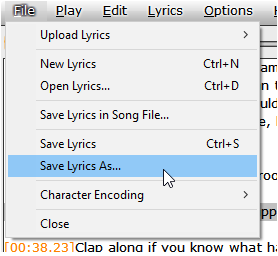 File Play Edit Lyrics Options
Upload Lyrics
New Lyrics Ctrl+N
Open Lyrics... Ctrl+D
Save Lyrics in Song File...
Save Lyrics Ctrl+S
Save Lyrics As...
Character Encoding
Close
[00:38.23]Clap along if you know what ha